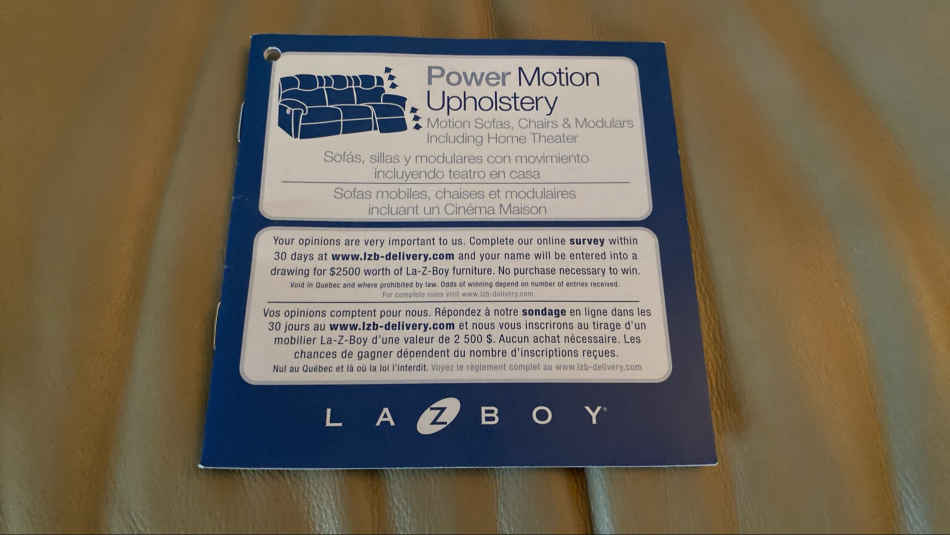 Power Motion
Upholstery
Motion Sofas, Chairs & Modulars
Including Home Theater
Sofás, sillas y modulares con movimiento
incluyendo teatro en casa
Sofas mobiles, chaises et modulaires
incluant un Cinéma Maison
Your opinions are very important to us. Complete our online survey within
30 days at www.lzb-delivery.com and your name will be entered into a
drawing for $2500 worth of La-Z-Boy furniture. No purchase necessary to win.
Void in Québec and where prohibited by law. Odds of winning depend on number of entries received.
For complete rules visit www.lzb-delivery.com.
Vos opinions comptent pour nous. Répondez à notre sondage en ligne dans les
30 jours au www.lzb-delivery.com et nous vous inscrirons au tirage d'un
mobilier La-Z-Boy d'une valeur de 2 500 $. Aucun achat nécessaire. Les
chances de gagner dépendent du nombre d'inscriptions reçues.
Nul au Québec et là où la loi l'interdit. Voyez le règlement complet au www.lzb-delivery.com
LA Z BOY